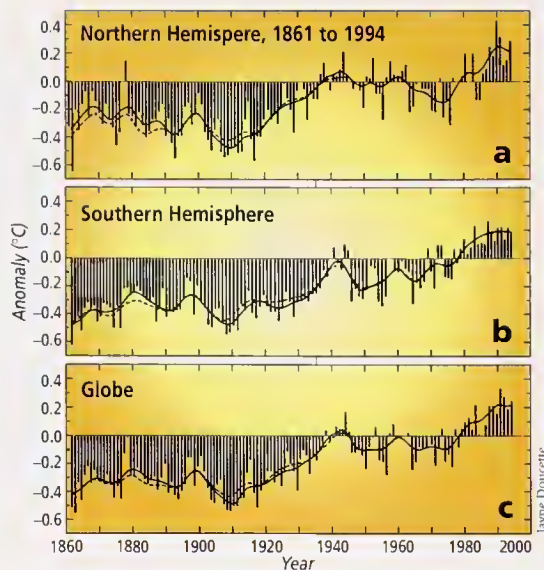 Northern Hemispere, 1861 to 1994
0.4
0.2
0.0
−0.2
−0.4
−0.6
a
Southern Hemisphere
0.4
0.2
0.0
−0.2
−0.4
−0.6
b
Anomaly (°C)
Globe
0.4
0.2
0.0
−0.2
−0.4
−0.6
c
1860 1880 1900 1920 1940 1960 1980 2000
Year
Jayne Doucette